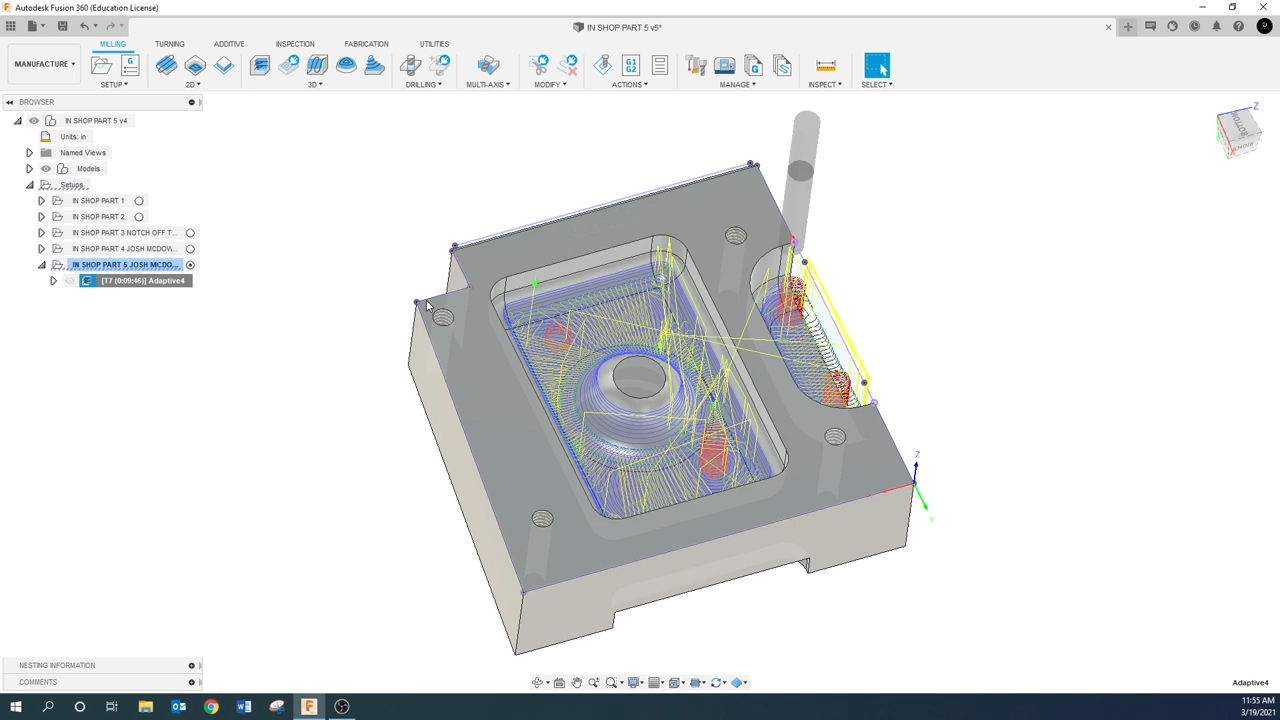 Autodesk Fusion 360 (Education License)
IN SHOP PART 5 v5*
MILLING TURNING ADDITIVE INSPECTION FABRICATION UTILITIES
MANUFACTURE
G1
G2
SETUP 2D 3D DRILLING MULTI-AXIS MODIFY ACTIONS MANAGE INSPECT SELECT
BROWSER
IN SHOP PART 5 v4
Units: in
Named Views
Models
Setups
IN SHOP PART 1
IN SHOP PART 2
IN SHOP PART 3 NOTCH OFF T...
IN SHOP PART 4 JOSH MCDOW...
IN SHOP PART 5 JOSH MCDO...
[T7 (0:09:46)] Adaptive4
Z
BOTTOM
RIGHT
X
Z
Y
NESTING INFORMATION
COMMENTS
Adaptive4
11:55 AM
3/19/2021